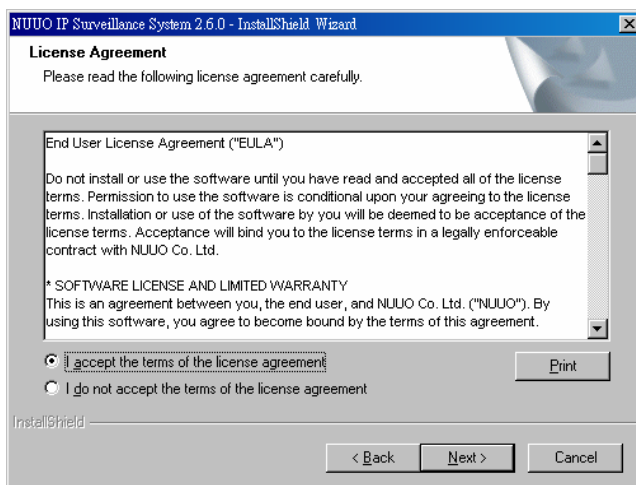 NUUO IP Surveillance System 2.6.0 - InstallShield Wizard
License Agreement
Please read the following license agreement carefully.
End User License Agreement ("EULA")
Do not install or use the software until you have read and accepted all of the license
terms. Permission to use the software is conditional upon your agreeing to the license
terms. Installation or use of the software by you will be deemed to be acceptance of the
license terms. Acceptance will bind you to the license terms in a legally enforceable
contract with NUUO Co. Ltd.
* SOFTWARE LICENSE AND LIMITED WARRANTY
This is an agreement between you, the end user, and NUUO Co. Ltd. ("NUUO"). By
using this software, you agree to become bound by the terms of this agreement.
I accept the terms of the license agreement
Print
I do not accept the terms of the license agreement
InstallShield
< Back
Next >
Cancel